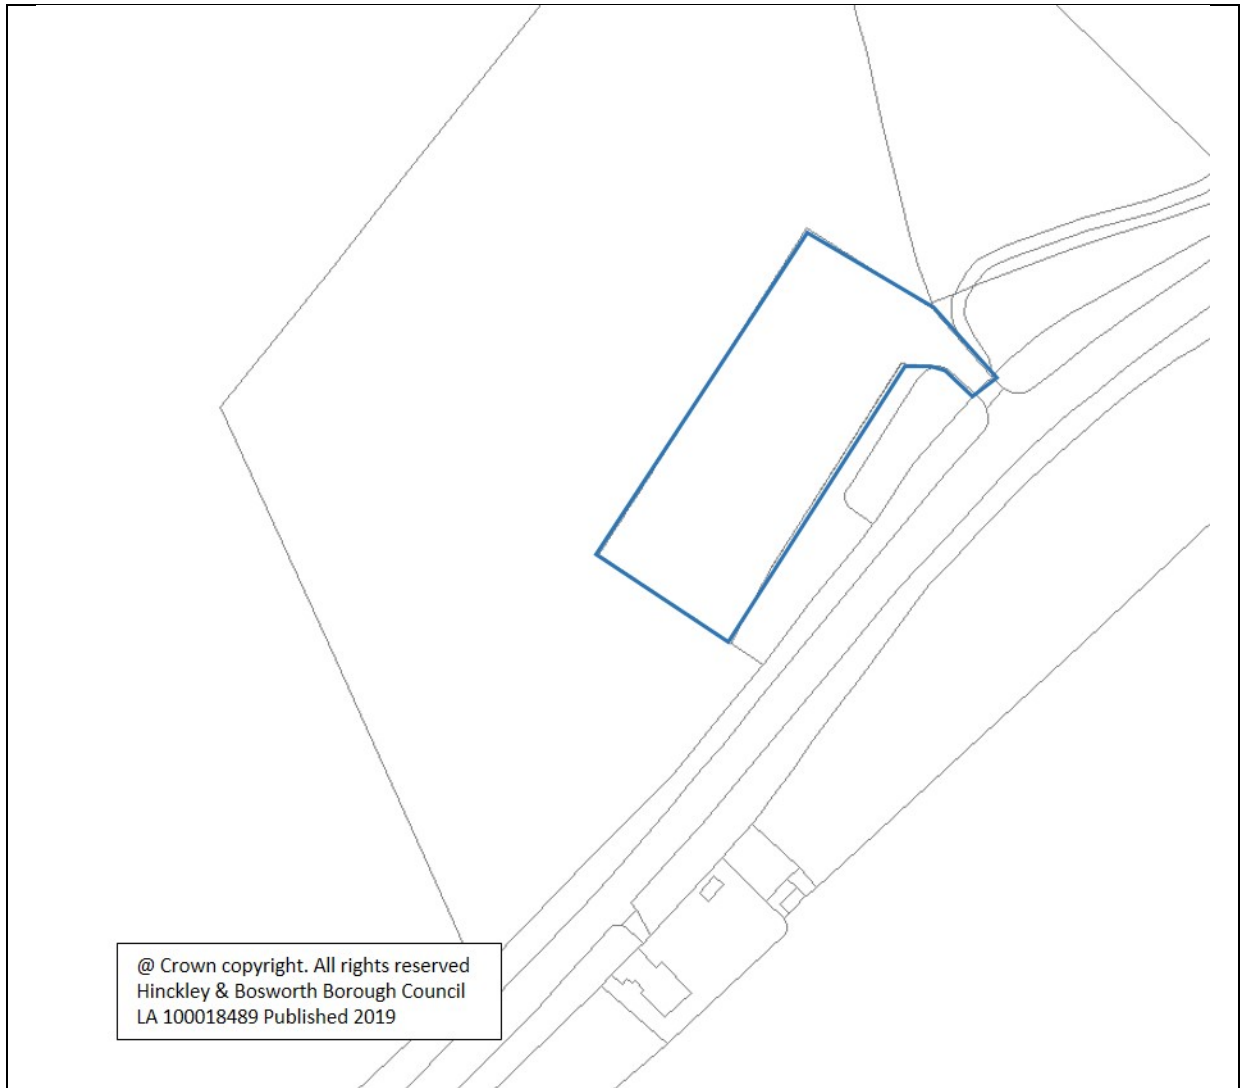 @ Crown copyright. All rights reserved
Hinckley & Bosworth Borough Council
LA 100018489 Published 2019